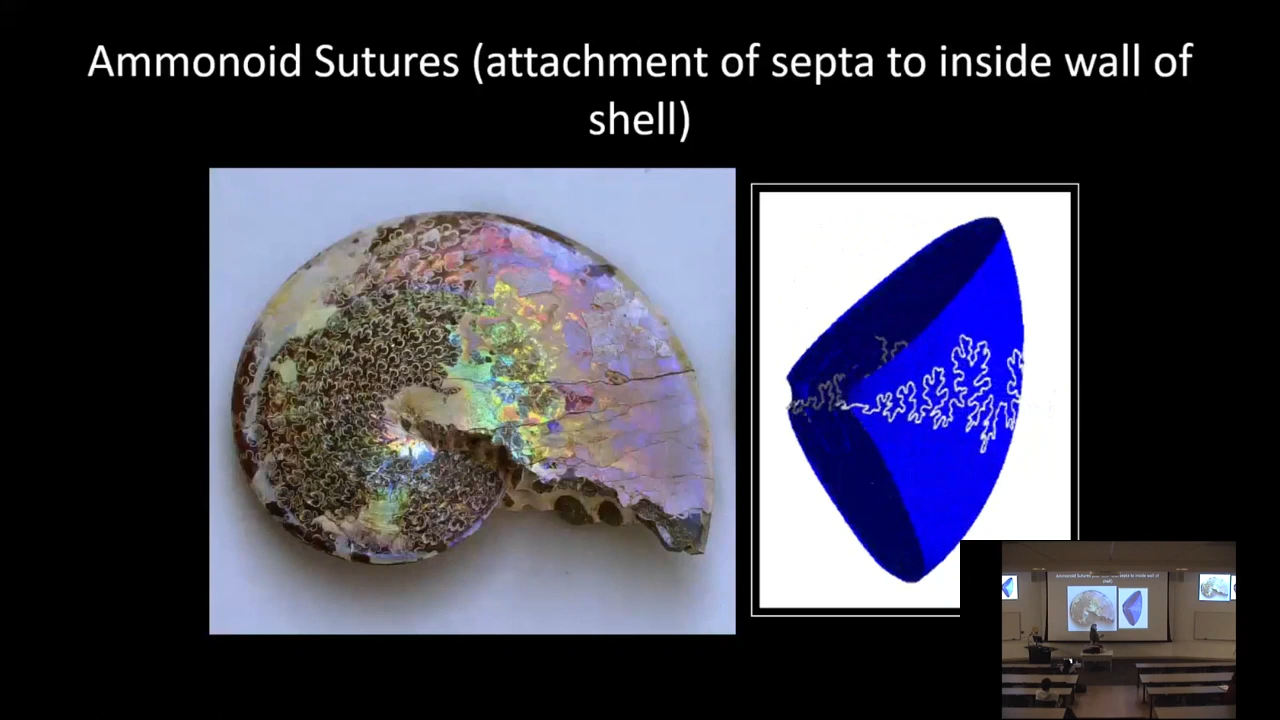 Ammonoid Sutures (attachment of septa to inside wall of
shell)